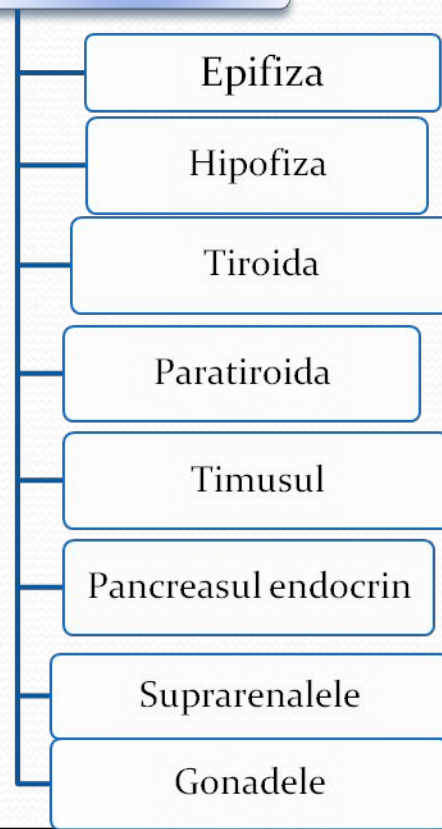 Epifiza
Hipofiza
Tiroida
Paratiroida
Timusul
Pancreasul endocrin
Suprarenalele
Gonadele